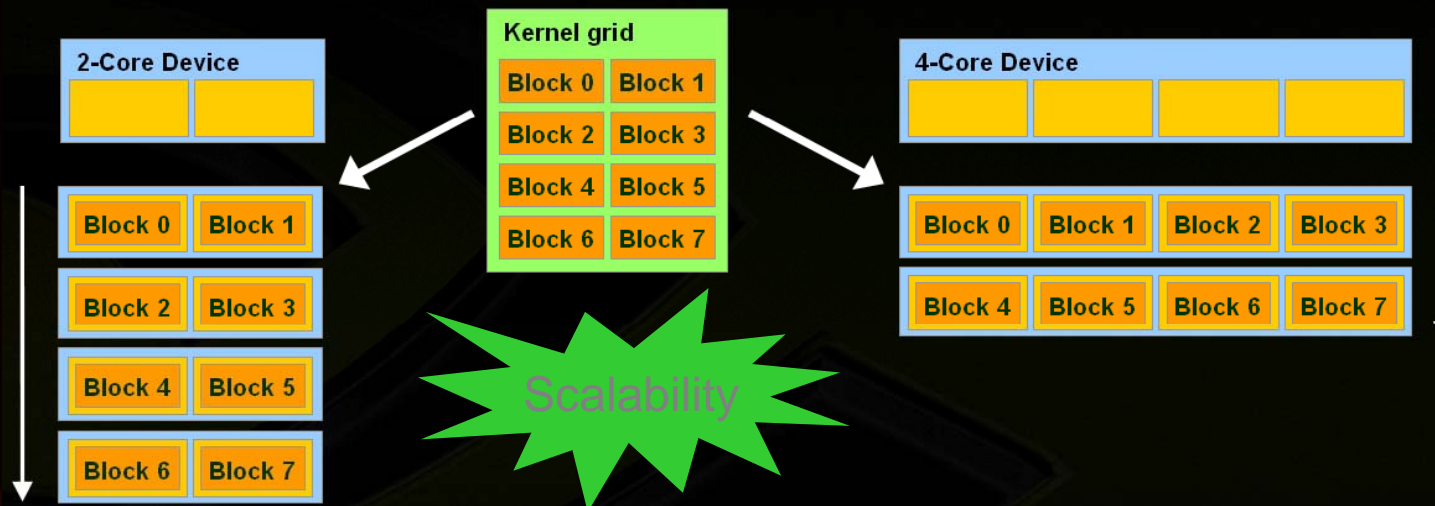 2-Core Device
Block 0 Block 1
Block 2 Block 3
Block 4 Block 5
Block 6 Block 7
Kernel grid
Block 0 Block 1
Block 2 Block 3
Block 4 Block 5
Block 6 Block 7
Scalability
4-Core Device
Block 0 Block 1 Block 2 Block 3
Block 4 Block 5 Block 6 Block 7